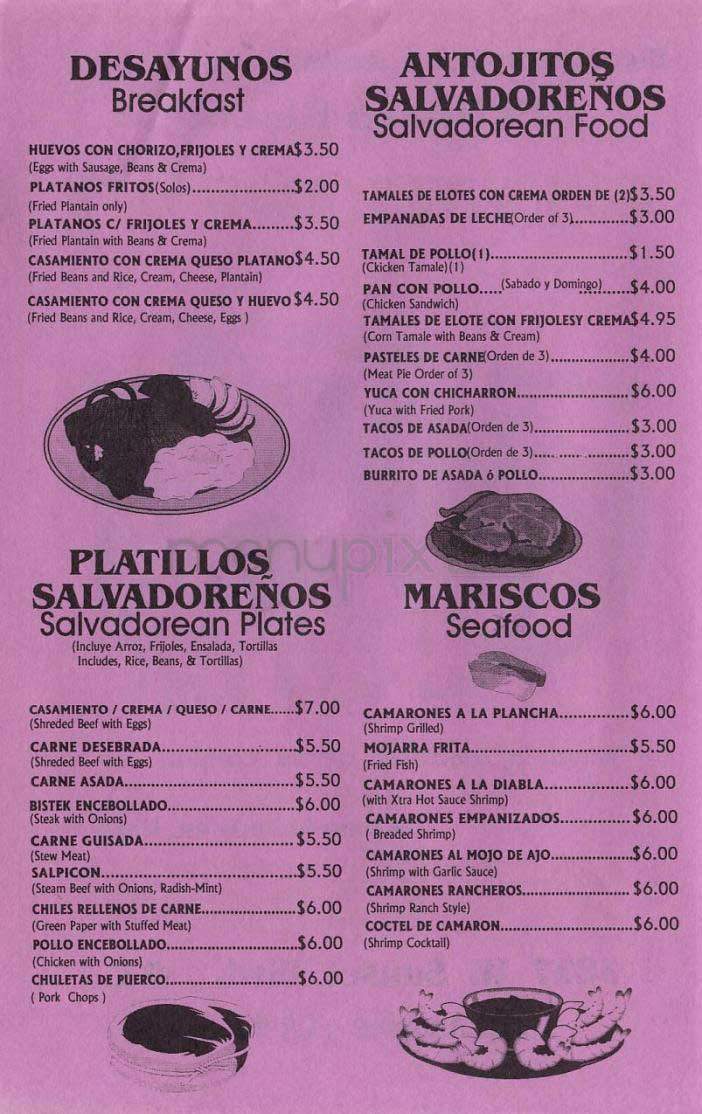 DESAYUNOS
Breakfast
HUEVOS CON CHORIZO,FRIJOLES Y CREMA$3.50
(Eggs with Sausage, Beans & Crema)
PLATANOS FRITOS(Solos)....................$2.00
(Fried Plantain only)
PLATANOS C/ FRIJOLES Y CREMA.........$3.50
(Fried Plantain with Beans & Crema)
CASAMIENTO CON CREMA QUESO PLATANO$4.50
(Fried Beans and Rice, Cream, Cheese, Plantain)
CASAMIENTO CON CREMA QUESO Y HUEVO $4.50
(Fried Beans and Rice, Cream, Cheese, Eggs )
PLATILLOS
SALVADOREÑOS
Salvadorean Plates
(Incluye Arroz, Frijoles, Ensalada, Tortillas
Includes, Rice, Beans, & Tortillas)
CASAMIENTO / CREMA / QUESO / CARNE......$7.00
(Shreded Beef with Eggs)
CARNE DESEBRADA..........................$5.50
(Shreded Beef with Eggs)
CARNE ASADA.................................$5.50
BISTEK ENCEBOLLADO.........................$6.00
(Steak with Onions)
CARNE GUISADA..............................$5.50
(Stew Meat)
SALPICON.......................................$5.50
(Steam Beef with Onions, Radish-Mint)
CHILES RELLENOS DE CARNE..................$6.00
(Green Paper with Stuffed Meat)
POLLO ENCEBOLLADO.........................$6.00
(Chicken with Onions)
CHULETAS DE PUERCO.........................$6.00
( Pork Chops )
ANTOJITOS
SALVADOREÑOS
Salvadorean Food
TAMALES DE ELOTES CON CREMA ORDEN DE (2)$3.50
EMPANADAS DE LECHE(Order of 3)............$3.00
TAMAL DE POLLO(1)...........................$1.50
(Ckicken Tamale)(1)
PAN CON POLLO.....(Sabado y Domingo)......$4.00
(Chicken Sandwich)
TAMALES DE ELOTE CON FRIJOLESY CREMA$4.95
(Corn Tamale with Beans & Cream)
PASTELES DE CARNE(Orden de 3)...............$4.00
(Meat Pie Order of 3)
YUCA CON CHICHARRON......................$6.00
(Yuca with Fried Pork)
TACOS DE ASADA(Orden de 3)..................$3.00
TACOS DE POLLO(Orden de 3)..................$3.00
BURRITO DE ASADA ó POLLO..................$3.00
menupix
MARISCOS
Seafood
CAMARONES A LA PLANCHA.............$6.00
(Shrimp Grilled)
MOJARRA FRITA..............................$5.50
(Fried Fish)
CAMARONES A LA DIABLA................$6.00
(with Xtra Hot Sauce Shrimp)
CAMARONES EMPANIZADOS.............$6.00
( Breaded Shrimp)
CAMARONES AL MOJO DE AJO...............$6.00
(Shrimp with Garlic Sauce)
CAMARONES RANCHEROS.................... $6.00
(Shrimp Ranch Style)
COCTEL DE CAMARON........................$6.00
(Shrimp Cocktail)